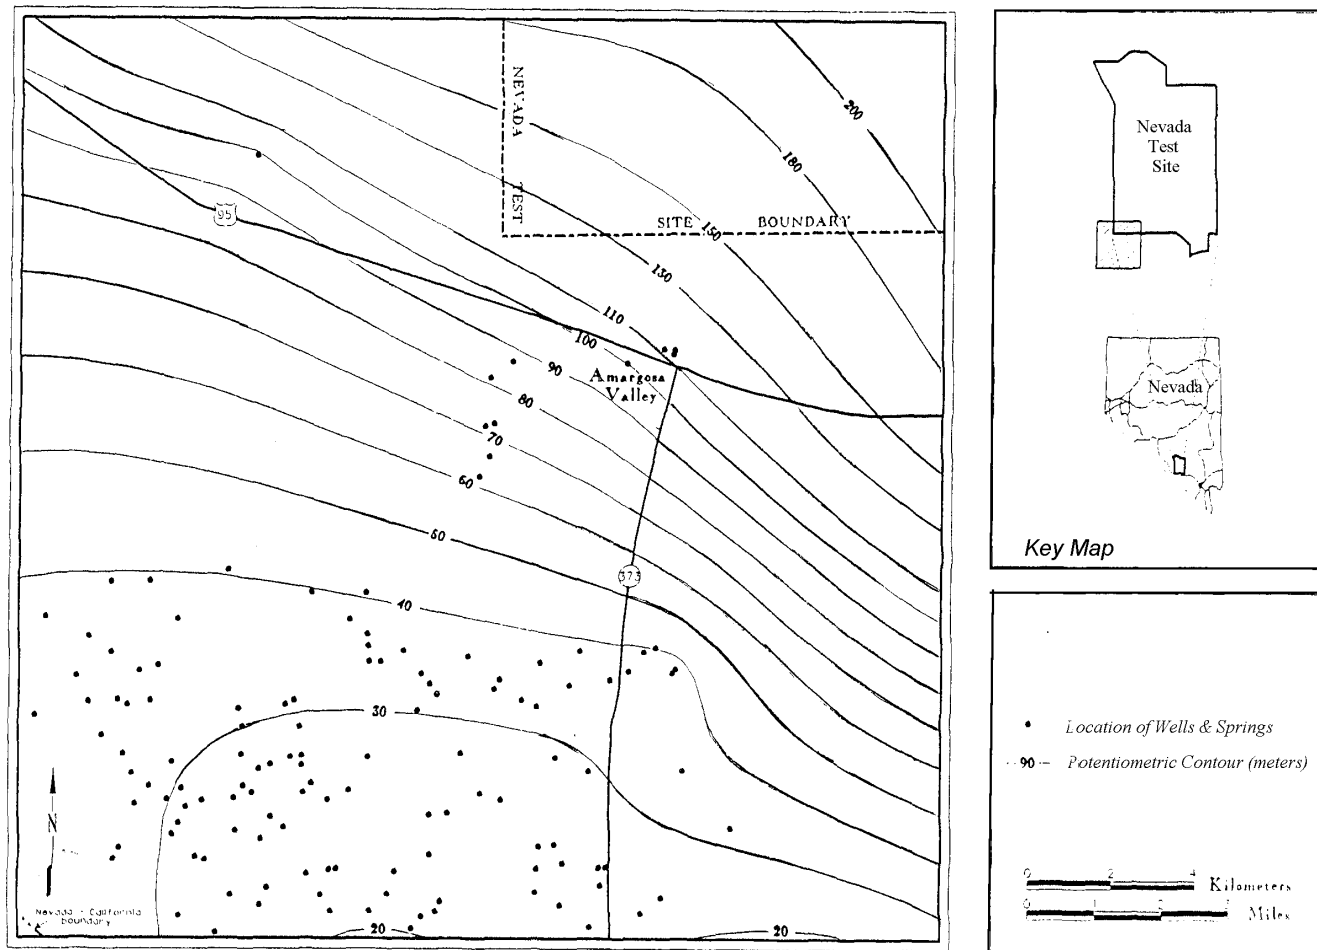 NEVADA
TEST
SITE BOUNDARY
200
180
150
130
110
100
90
80
70
60
50
40
30
20
20
95
Amargosa
Valley
373
N
Nevada - California
boundary
Nevada
Test
Site
Nevada
Key Map
Location of Wells & Springs
90 Potentiometric Contour (meters)
0 2 4 Kilometers
0 1 Miles